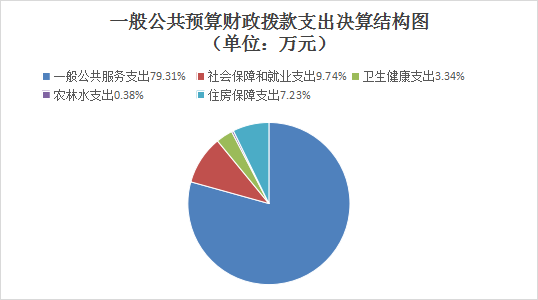 一般公共预算财政拨款支出决算结构图
（单位：万元）
一般公共服务支出79.31% 社会保障和就业支出9.74% 卫生健康支出3.34%
农林水支出0.38% 住房保障支出7.23%